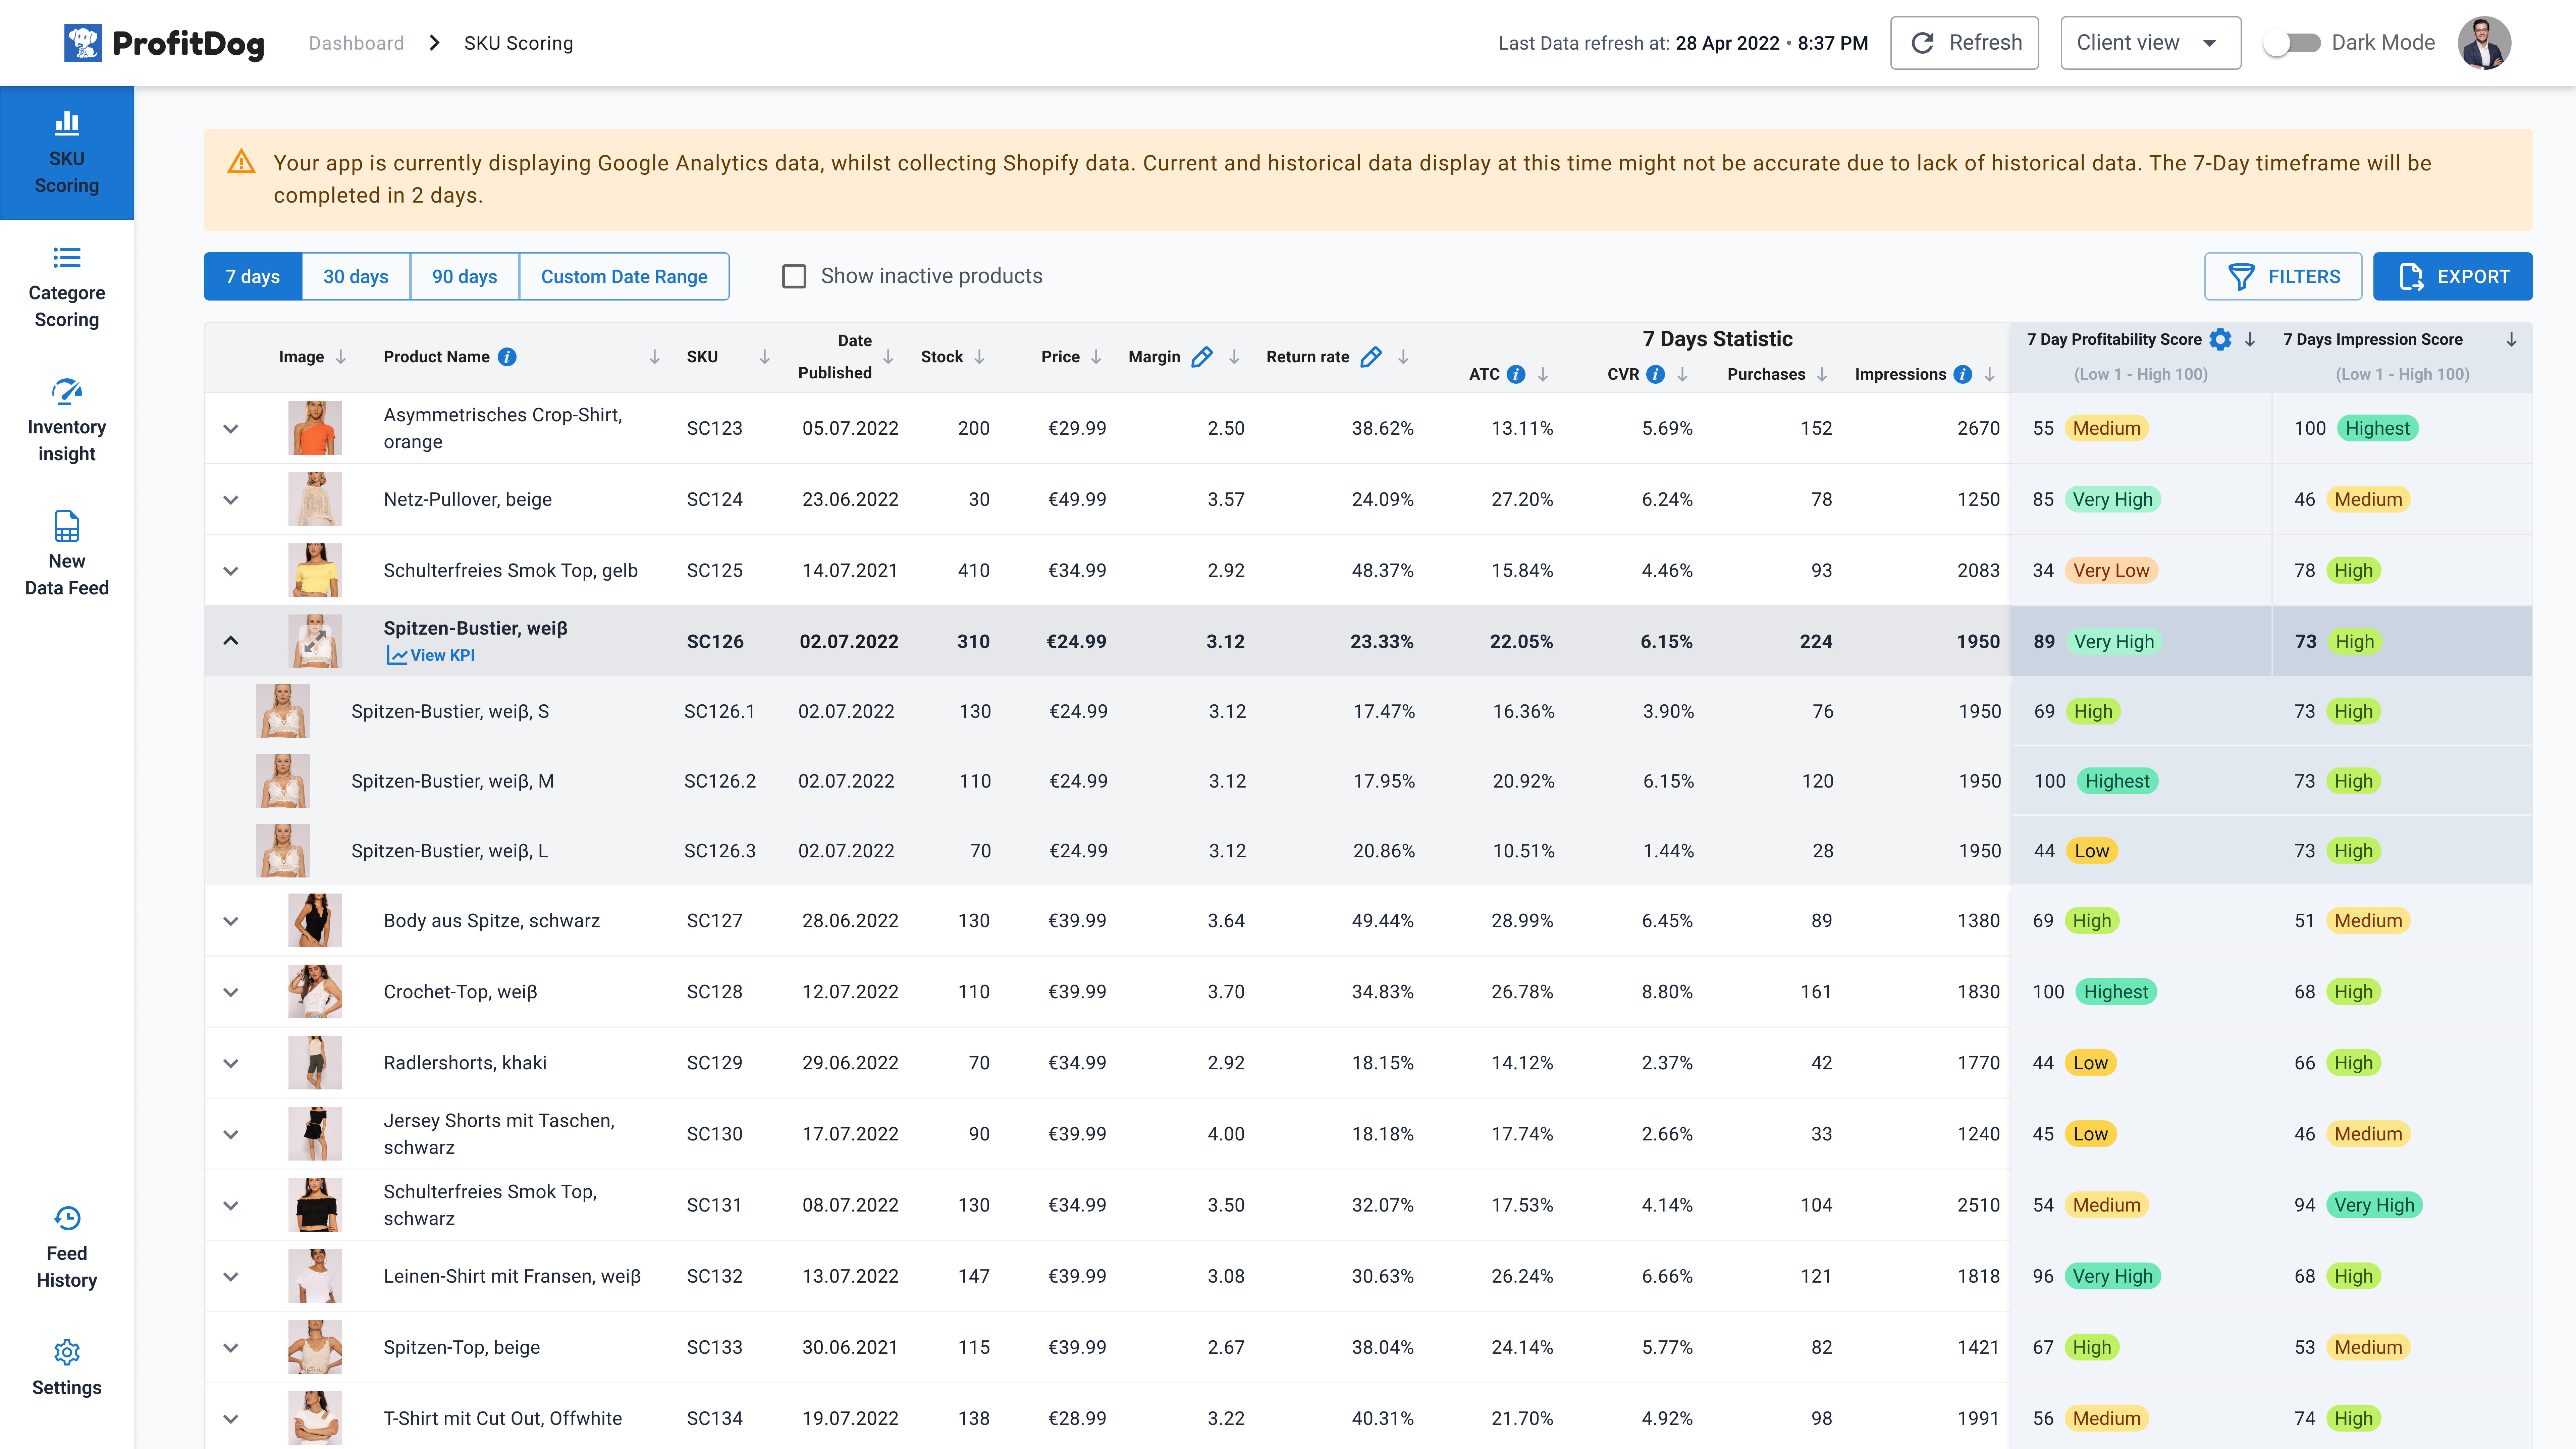 ProfitDog
Dashboard
SKU Scoring
Last Data refresh at: 28 Apr 2022 • 8:37 PM
Refresh
Client view
Dark Mode
SKU
Scoring
Categore
Scoring
Inventory
insight
New
Data Feed
Feed
History
Settings
Your app is currently displaying Google Analytics data, whilst collecting Shopify data. Current and historical data display at this time might not be accurate due to lack of historical data. The 7-Day timeframe will be
completed in 2 days.
7 days 30 days 90 days Custom Date Range
Show inactive products
FILTERS
EXPORT
7 Days Statistic
Image Product Name SKU Date Published Stock Price Margin Return rate ATC CVR Purchases Impressions
7 Day Profitability Score 7 Days Impression Score
(Low 1 - High 100) (Low 1 - High 100)
Asymmetrisches Crop-Shirt,
orange
SC123 05.07.2022 200 €29.99 2.50 38.62% 13.11% 5.69% 152 2670 55 Medium 100 Highest
Netz-Pullover, beige SC124 23.06.2022 30 €49.99 3.57 24.09% 27.20% 6.24% 78 1250 85 Very High 46 Medium
Schulterfreies Smok Top, gelb SC125 14.07.2021 410 €34.99 2.92 48.37% 15.84% 4.46% 93 2083 34 Very Low 78 High
Spitzen-Bustier, weiβ SC126 02.07.2022 310 €24.99 3.12 23.33% 22.05% 6.15% 224 1950 89 Very High 73 High
View KPI
Spitzen-Bustier, weiβ, S SC126.1 02.07.2022 130 €24.99 3.12 17.47% 16.36% 3.90% 76 1950 69 High 73 High
Spitzen-Bustier, weiβ, M SC126.2 02.07.2022 110 €24.99 3.12 17.95% 20.92% 6.15% 120 1950 100 Highest 73 High
Spitzen-Bustier, weiβ, L SC126.3 02.07.2022 70 €24.99 3.12 20.86% 10.51% 1.44% 28 1950 44 Low 73 High
Body aus Spitze, schwarz SC127 28.06.2022 130 €39.99 3.64 49.44% 28.99% 6.45% 89 1380 69 High 51 Medium
Crochet-Top, weiβ SC128 12.07.2022 110 €39.99 3.70 34.83% 26.78% 8.80% 161 1830 100 Highest 68 High
Radlershorts, khaki SC129 29.06.2022 70 €34.99 2.92 18.15% 14.12% 2.37% 42 1770 44 Low 66 High
Jersey Shorts mit Taschen,
schwarz
SC130 17.07.2022 90 €39.99 4.00 18.18% 17.74% 2.66% 33 1240 45 Low 46 Medium
Schulterfreies Smok Top,
schwarz
SC131 08.07.2022 130 €34.99 3.50 32.07% 17.53% 4.14% 104 2510 54 Medium 94 Very High
Leinen-Shirt mit Fransen, weiβ SC132 13.07.2022 147 €39.99 3.08 30.63% 26.24% 6.66% 121 1818 96 Very High 68 High
Spitzen-Top, beige SC133 30.06.2021 115 €39.99 2.67 38.04% 24.14% 5.77% 82 1421 67 High 53 Medium
T-Shirt mit Cut Out, Offwhite SC134 19.07.2022 138 €28.99 3.22 40.31% 21.70% 4.92% 98 1991 56 Medium 74 High